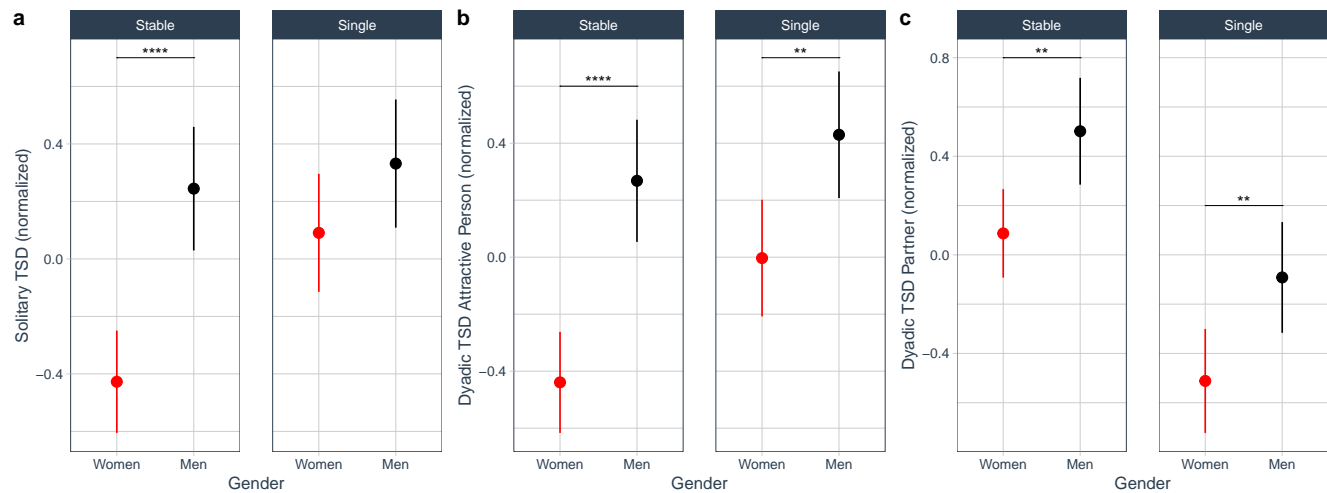 a
Stable
Single
****
Solitary TSD (normalized)
0.4
0.0
−0.4
Women
Men
Women
Men
Gender
b
Stable
Single
****
**
Dyadic TSD Attractive Person (normalized)
0.4
0.0
−0.4
Women
Men
Women
Men
Gender
c
Stable
Single
**
**
Dyadic TSD Partner (normalized)
0.8
0.4
0.0
−0.4
Women
Men
Women
Men
Gender